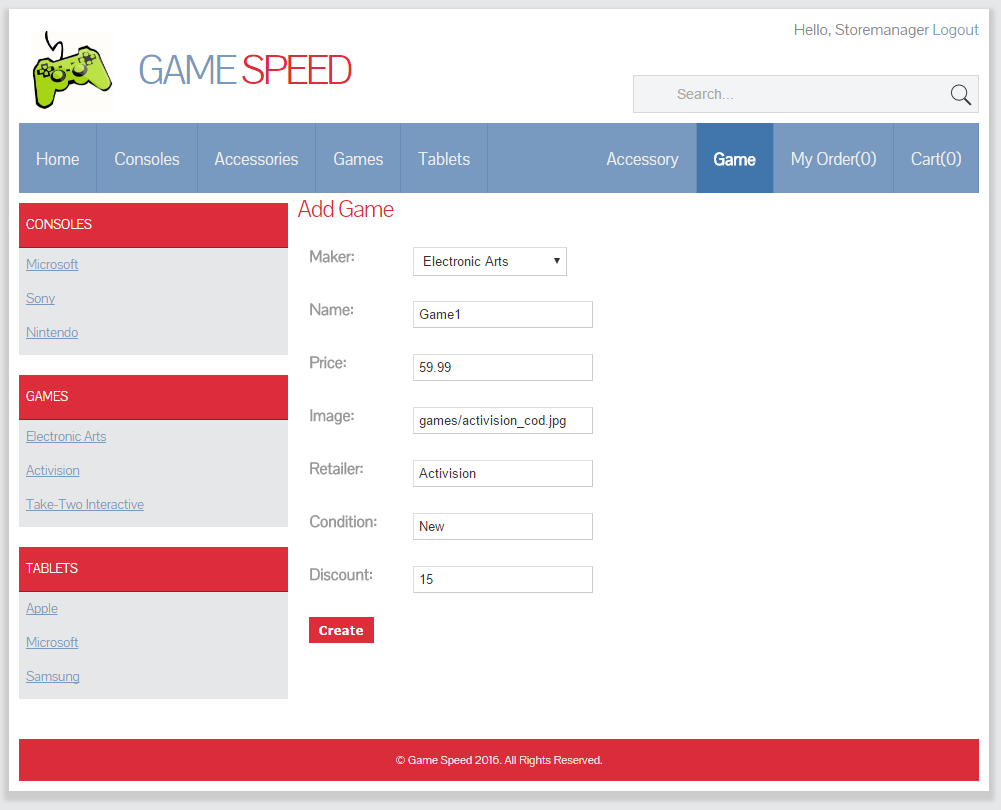 Hello, Storemanager Logout
GAME SPEED
Search...
Home Consoles Accessories Games Tablets Accessory Game My Order(0) Cart(0)
CONSOLES
Microsoft
Sony
Nintendo
GAMES
Electronic Arts
Activision
Take-Two Interactive
TABLETS
Apple
Microsoft
Samsung
Add Game
Maker: Electronic Arts
Name: Game1
Price: 59.99
Image: games/activision_cod.jpg
Retailer: Activision
Condition: New
Discount: 15
Create
© Game Speed 2016. All Rights Reserved.